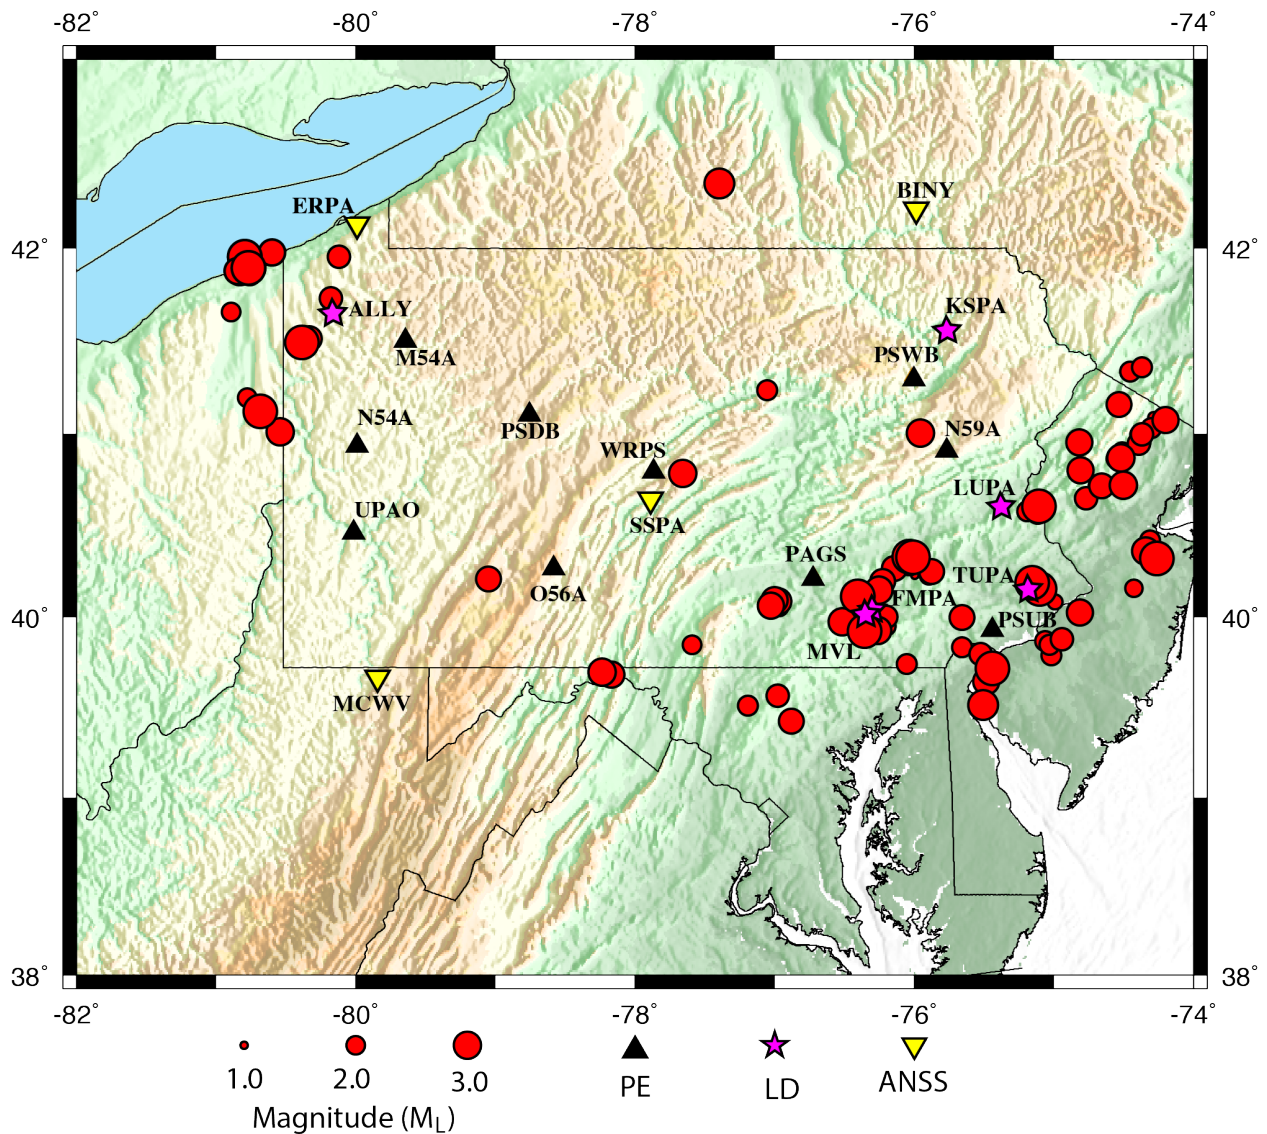 -82° -80° -78° -76° -74°
BINY
ERPA
42° 42°
KSPA
ALLY
M54A PSWB
N54A
PSDB N59A
WRPS
LUPA
UPAO SSPA
PAGS
TUPA
O56A FMPA
PSUB
40° 40°
MVL
MCWV
38° 38°
-82° -80° -78° -76° -74°
1.0 2.0 3.0 PE LD ANSS
Magnitude (ML)